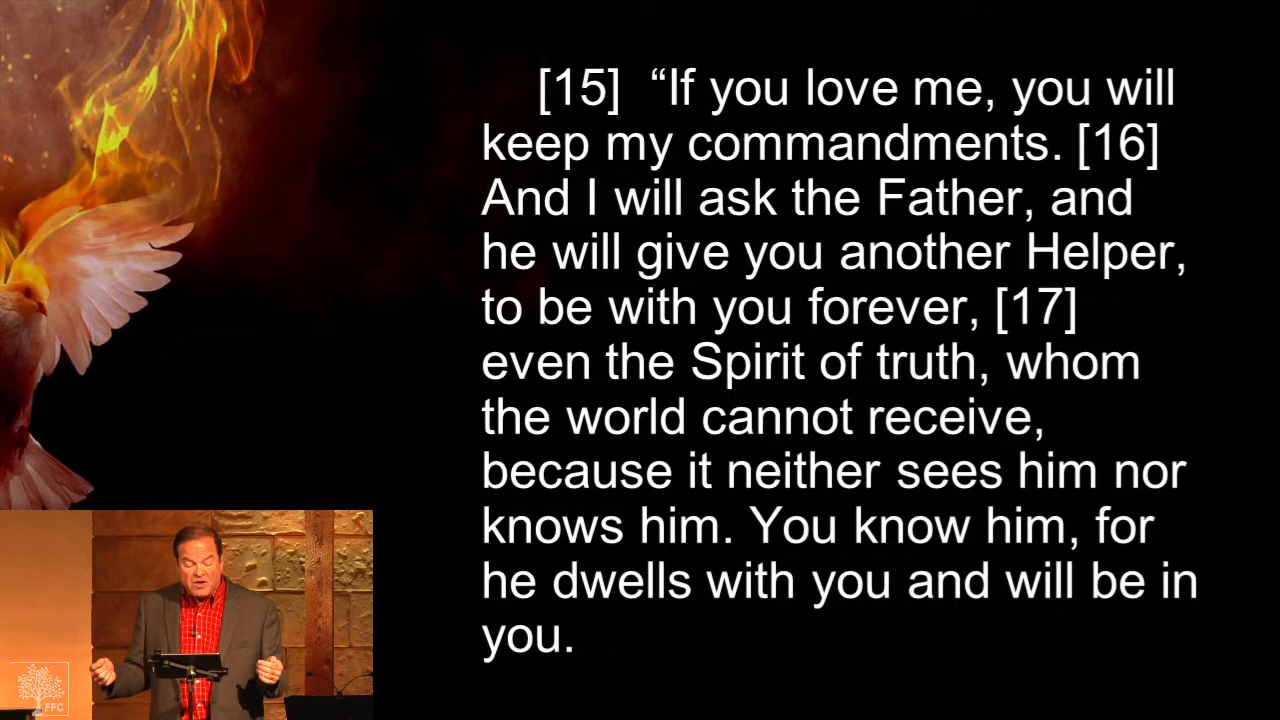 [15] “If you love me, you will
keep my commandments. [16]
And I will ask the Father, and
he will give you another Helper,
to be with you forever, [17]
even the Spirit of truth, whom
the world cannot receive,
because it neither sees him nor
knows him. You know him, for
he dwells with you and will be in
you.
FFC